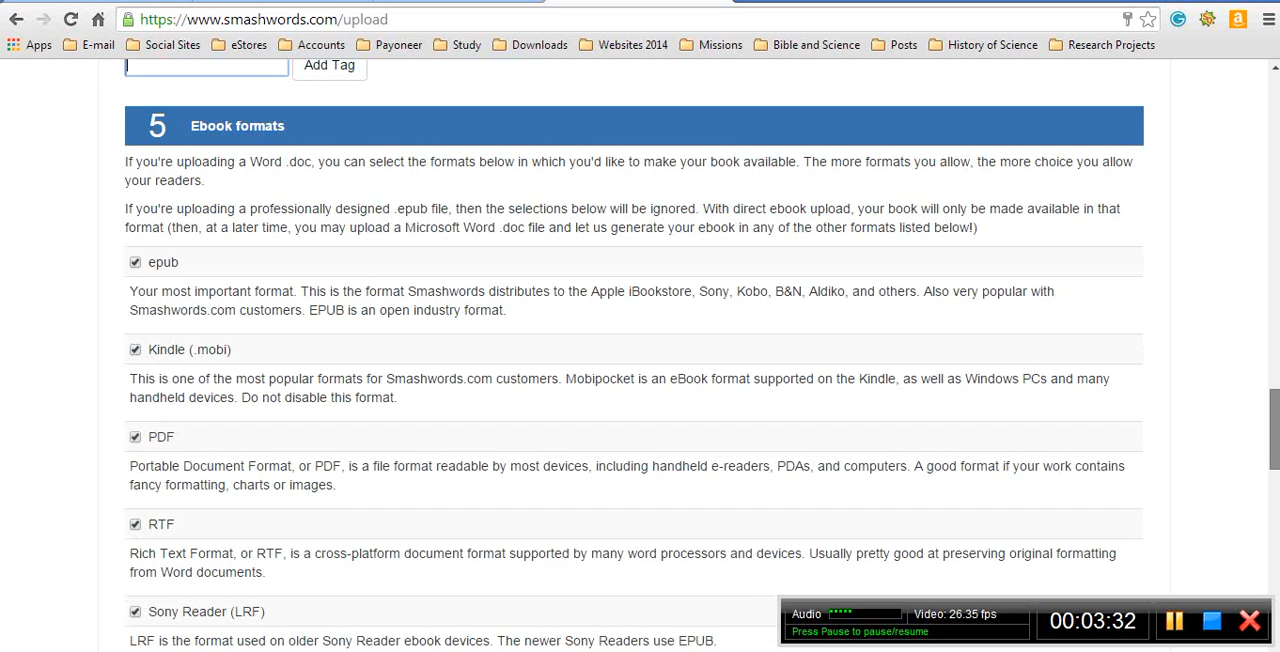 https://www.smashwords.com/upload
Apps E-mail Social Sites eStores Accounts Payoneer Study Downloads Websites 2014 Missions Bible and Science Posts History of Science Research Projects
Add Tag
5 Ebook formats
If you're uploading a Word .doc, you can select the formats below in which you'd like to make your book available. The more formats you allow, the more choice you allow
your readers.
If you're uploading a professionally designed .epub file, then the selections below will be ignored. With direct ebook upload, your book will only be made available in that
format (then, at a later time, you may upload a Microsoft Word .doc file and let us generate your ebook in any of the other formats listed below!)
epub
Your most important format. This is the format Smashwords distributes to the Apple iBookstore, Sony, Kobo, B&N, Aldiko, and others. Also very popular with
Smashwords.com customers. EPUB is an open industry format.
Kindle (.mobi)
This is one of the most popular formats for Smashwords.com customers. Mobipocket is an eBook format supported on the Kindle, as well as Windows PCs and many
handheld devices. Do not disable this format.
PDF
Portable Document Format, or PDF, is a file format readable by most devices, including handheld e-readers, PDAs, and computers. A good format if your work contains
fancy formatting, charts or images.
RTF
Rich Text Format, or RTF, is a cross-platform document format supported by many word processors and devices. Usually pretty good at preserving original formatting
from Word documents.
Sony Reader (LRF)
LRF is format used on older Sony Reader ebook devices. The newer Sony Readers use EPUB.
Audio Video: 26.35 fps
Press Pause to pause/resume
00:03:32